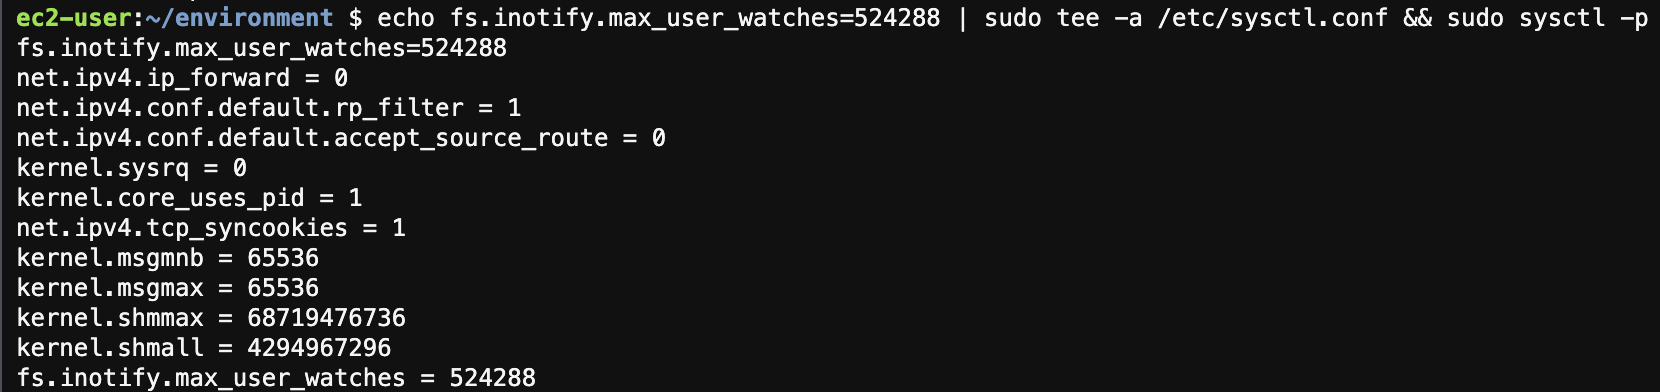 ec2-user:~/environment $ echo fs.inotify.max_user_watches=524288 | sudo tee -a /etc/sysctl.conf && sudo sysctl -p
fs.inotify.max_user_watches=524288
net.ipv4.ip_forward = 0
net.ipv4.conf.default.rp_filter = 1
net.ipv4.conf.default.accept_source_route = 0
kernel.sysrq = 0
kernel.core_uses_pid = 1
net.ipv4.tcp_syncookies = 1
kernel.msgmnb = 65536
kernel.msgmax = 65536
kernel.shmmax = 68719476736
kernel.shmall = 4294967296
fs.inotify.max_user_watches = 524288